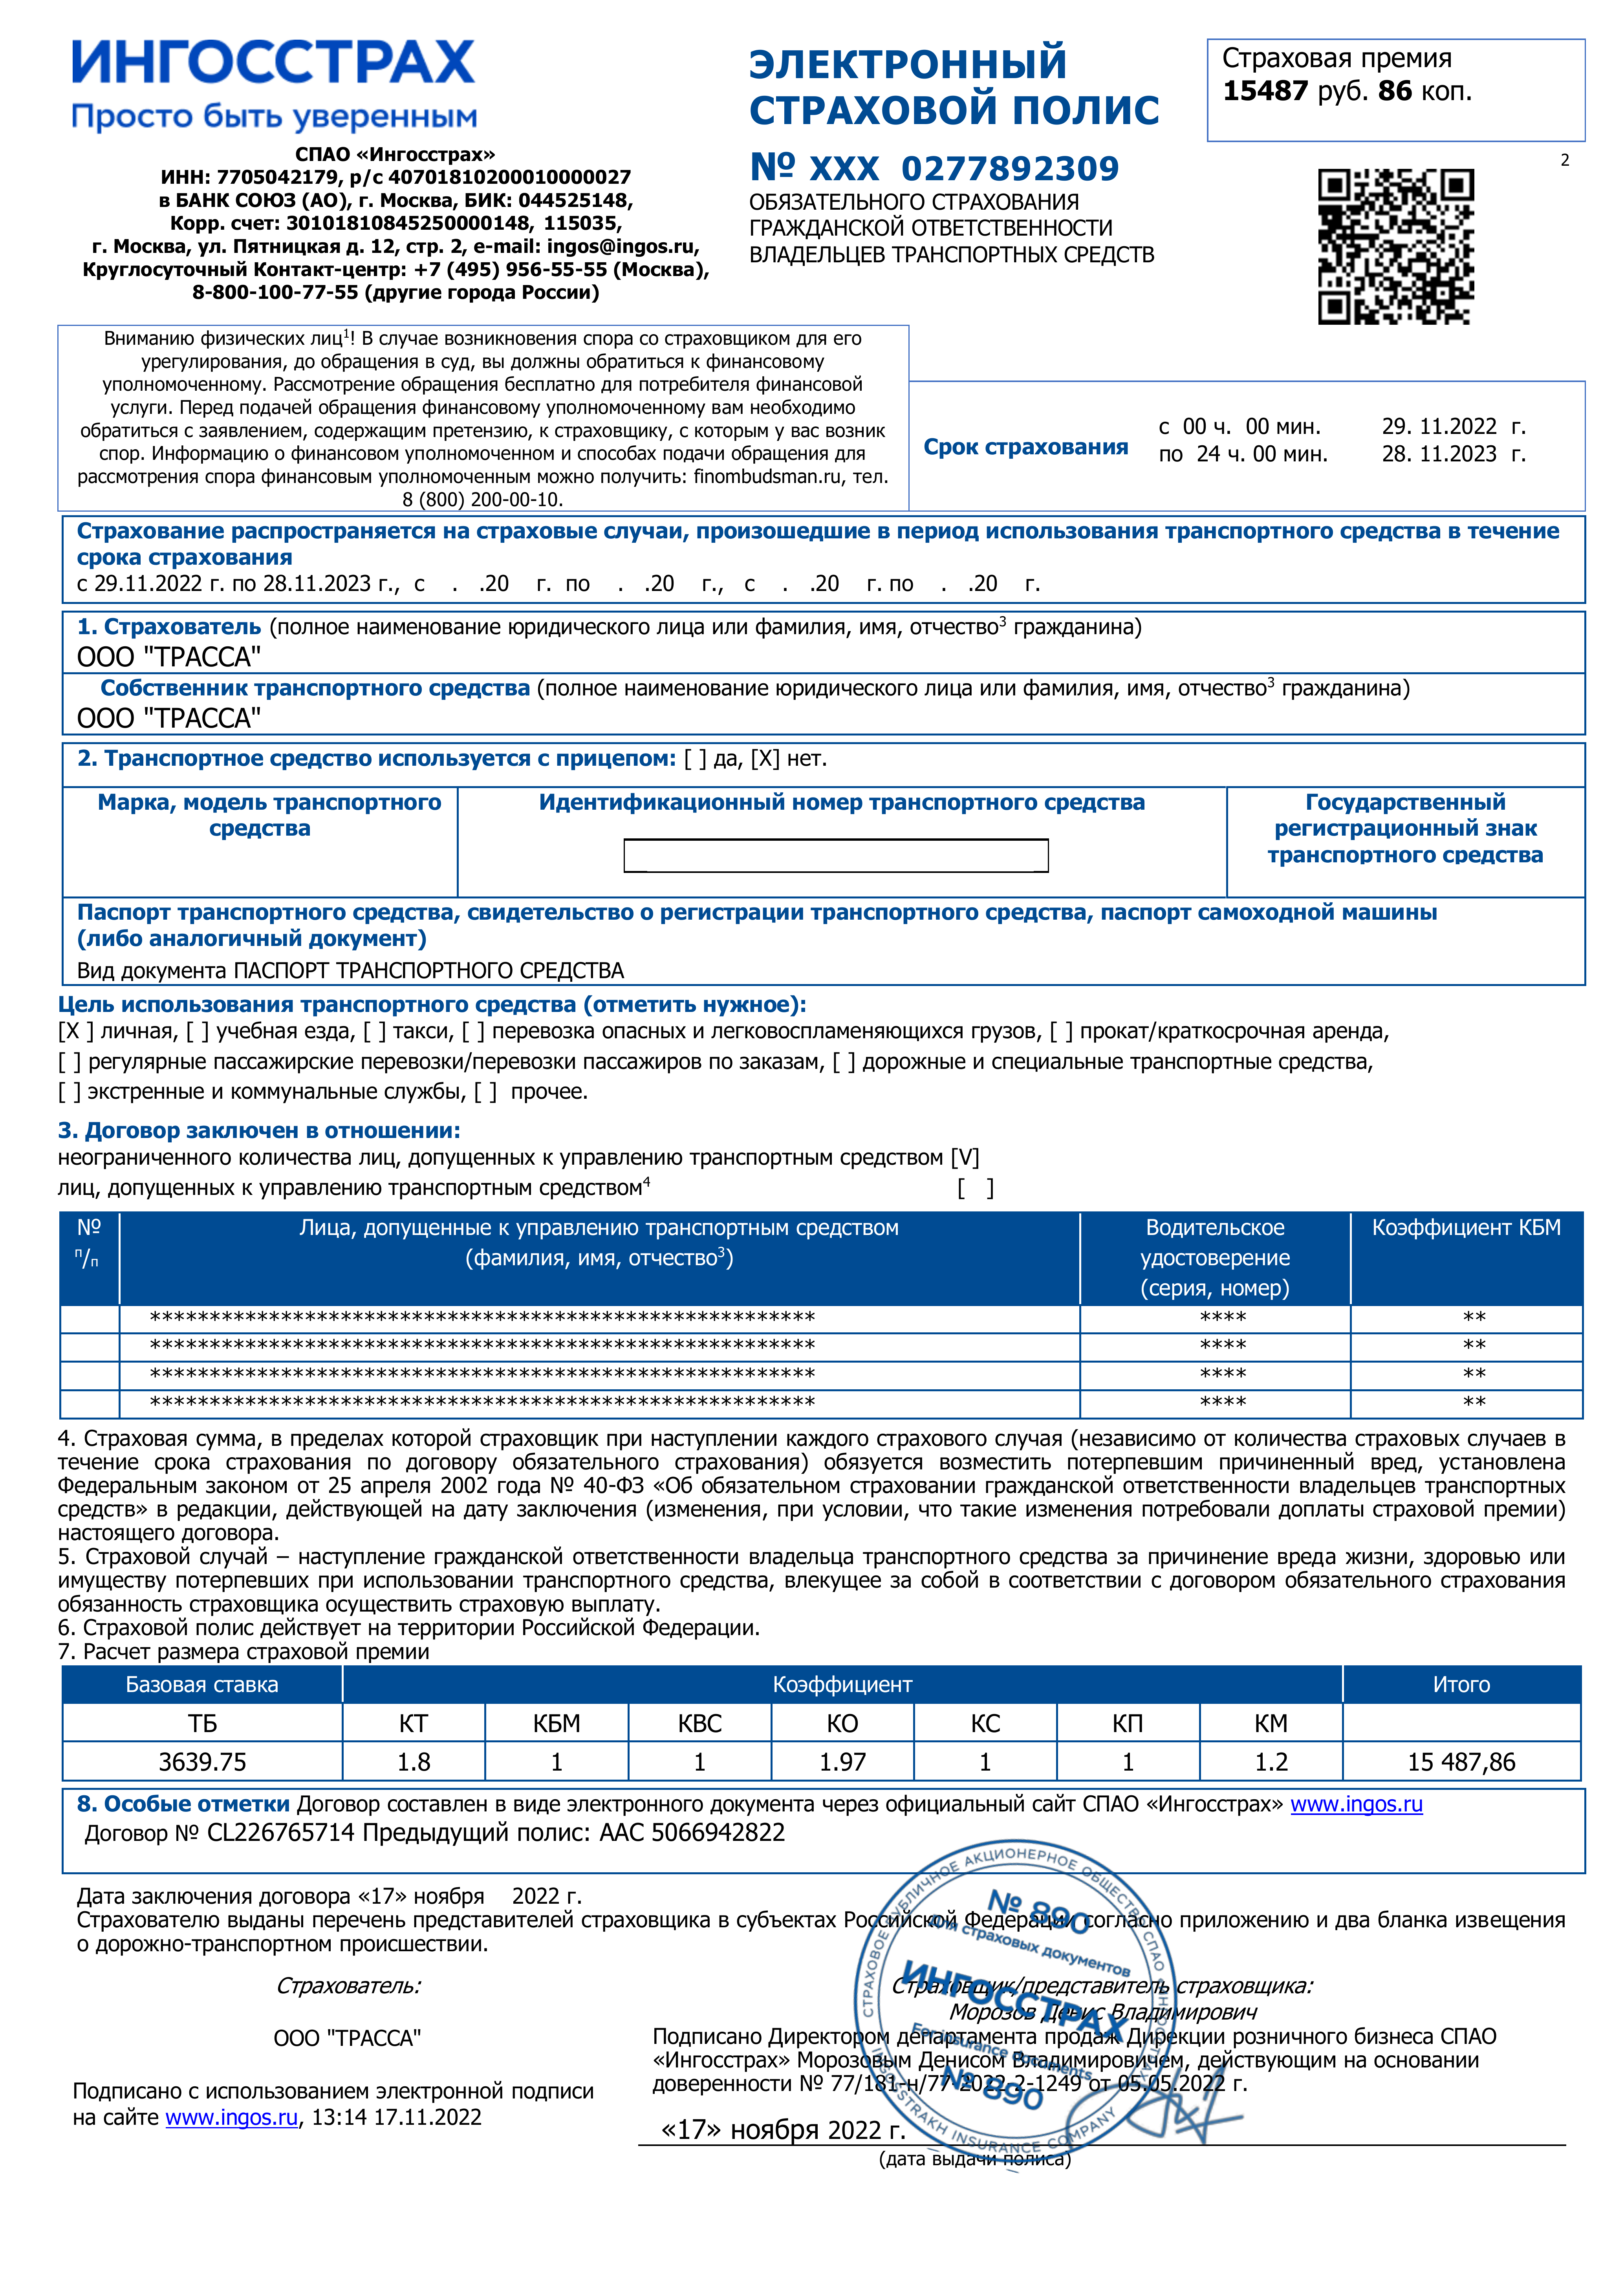 ИНГОССТРАХ
Просто быть уверенным
СПАО «Ингосстрах»
ИНН: 7705042179, р/с 40701810200010000027
в БАНК СОЮЗ (АО), г. Москва, БИК: 044525148,
Корр. счет: 30101810845250000148, 115035,
г. Москва, ул. Пятницкая д. 12, стр. 2, e-mail: ingos@ingos.ru,
Круглосуточный Контакт-центр: +7 (495) 956-55-55 (Москва),
8-800-100-77-55 (другие города России)
ЭЛЕКТРОННЫЙ
СТРАХОВОЙ ПОЛИС
№ XXX 0277892309
ОБЯЗАТЕЛЬНОГО СТРАХОВАНИЯ
ГРАЖДАНСКОЙ ОТВЕТСТВЕННОСТИ
ВЛАДЕЛЬЦЕВ ТРАНСПОРТНЫХ СРЕДСТВ
Страховая премия
15487 руб. 86 коп.
2
Вниманию физических лиц¹! В случае возникновения спора со страховщиком для его
урегулирования, до обращения в суд, вы должны обратиться к финансовому
уполномоченному. Рассмотрение обращения бесплатно для потребителя финансовой
услуги. Перед подачей обращения финансовому уполномоченному вам необходимо
обратиться с заявлением, содержащим претензию, к страховщику, с которым у вас возник
спор. Информацию о финансовом уполномоченном и способах подачи обращения для
рассмотрения спора финансовым уполномоченным можно получить: finombudsman.ru, тел.
8 (800) 200-00-10.
Срок страхования
с 00 ч. 00 мин. 29. 11.2022 г.
по 24 ч. 00 мин. 28. 11.2023 г.
Страхование распространяется на страховые случаи, произошедшие в период использования транспортного средства в течение
срока страхования
с 29.11.2022 г. по 28.11.2023 г., с . .20 г. по . .20 г., с . .20 г. по . .20 г.
1. Страхователь (полное наименование юридического лица или фамилия, имя, отчество³ гражданина)
ООО "ТРАССА"
Собственник транспортного средства (полное наименование юридического лица или фамилия, имя, отчество³ гражданина)
ООО "ТРАССА"
2. Транспортное средство используется с прицепом: [ ] да, [X] нет.
Марка, модель транспортного
средства
Идентификационный номер транспортного средства
Государственный
регистрационный знак
транспортного средства
Паспорт транспортного средства, свидетельство о регистрации транспортного средства, паспорт самоходной машины
(либо аналогичный документ)
Вид документа ПАСПОРТ ТРАНСПОРТНОГО СРЕДСТВА
Цель использования транспортного средства (отметить нужное):
[X ] личная, [ ] учебная езда, [ ] такси, [ ] перевозка опасных и легковоспламеняющихся грузов, [ ] прокат/краткосрочная аренда,
[ ] регулярные пассажирские перевозки/перевозки пассажиров по заказам, [ ] дорожные и специальные транспортные средства,
[ ] экстренные и коммунальные службы, [ ] прочее.
3. Договор заключен в отношении:
неограниченного количества лиц, допущенных к управлению транспортным средством [V]
лиц, допущенных к управлению транспортным средством⁴ [ ]
№ п/п
Лица, допущенные к управлению транспортным средством
(фамилия, имя, отчество³)
Водительское
удостоверение
(серия, номер)
Коэффициент КБМ
******************************************************** **** **
******************************************************** **** **
******************************************************** **** **
******************************************************** **** **
4. Страховая сумма, в пределах которой страховщик при наступлении каждого страхового случая (независимо от количества страховых случаев в
течение срока страхования по договору обязательного страхования) обязуется возместить потерпевшим причиненный вред, установлена
Федеральным законом от 25 апреля 2002 года № 40-ФЗ «Об обязательном страховании гражданской ответственности владельцев транспортных
средств» в редакции, действующей на дату заключения (изменения, при условии, что такие изменения потребовали доплаты страховой премии)
настоящего договора.
5. Страховой случай – наступление гражданской ответственности владельца транспортного средства за причинение вреда жизни, здоровью или
имуществу потерпевших при использовании транспортного средства, влекущее за собой в соответствии с договором обязательного страхования
обязанность страховщика осуществить страховую выплату.
6. Страховой полис действует на территории Российской Федерации.
7. Расчет размера страховой премии
Базовая ставка Коэффициент Итого
ТБ КТ КБМ КВС КО КС КП КМ
3639.75 1.8 1 1 1.97 1 1 1.2 15 487,86
8. Особые отметки Договор составлен в виде электронного документа через официальный сайт СПАО «Ингосстрах» www.ingos.ru
Договор № CL226765714 Предыдущий полис: ААС 5066942822
Дата заключения договора «17» ноября 2022 г.
Страхователю выданы перечень представителей страховщика в субъектах Российской Федерации согласно приложению и два бланка извещения
о дорожно-транспортном происшествии.
Страхователь:
ООО "ТРАССА"
Подписано с использованием электронной подписи
на сайте www.ingos.ru, 13:14 17.11.2022
Страховщик/представитель страховщика:
Морозов Денис Владимирович
Подписано Директором департамента продаж Дирекции розничного бизнеса СПАО
«Ингосстрах» Морозовым Денисом Владимировичем, действующим на основании
доверенности № 77/181-н/77-2022-2-1249 от 05.05.2022 г.
«17» ноября 2022 г.
(дата выдачи полиса)
СТРАХОВОЕ ПУБЛИЧНОЕ АКЦИОНЕРНОЕ ОБЩЕСТВО СПАО «ИНГОССТРАХ»
№ 890
Для страховых документов
ИНГОССТРАХ
For insurance documents
№ 890
INGOSSTRAKH INSURANCE COMPANY